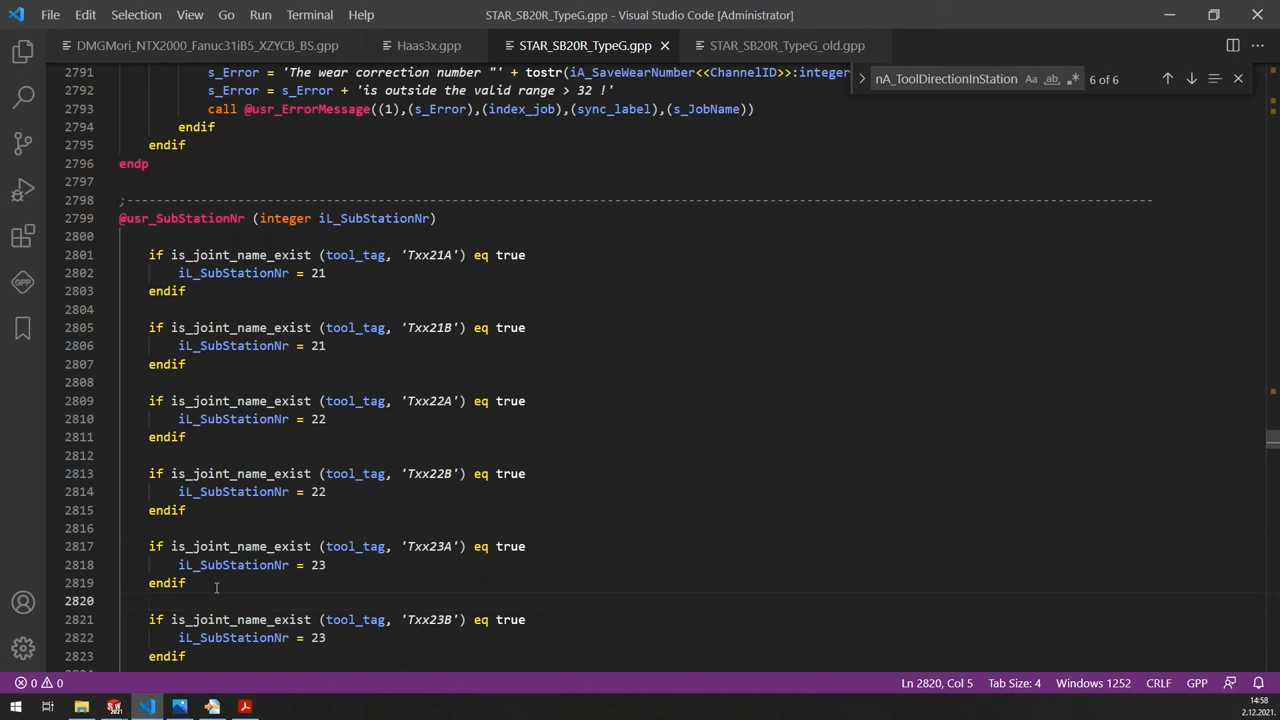 File Edit Selection View Go Run Terminal Help STAR_SB20R_TypeG.gpp - Visual Studio Code [Administrator]
DMGMori_NTX2000_Fanuc31iB5_XZYCB_BS.gpp Haas3x.gpp STAR_SB20R_TypeG.gpp STAR_SB20R_TypeG_old.gpp
nA_ToolDirectionInStation Aa ab 6 of 6
2791 s_Error = 'The wear correction number "' + tostr(iA_SaveWearNumber<<ChannelID>>:integer
2792 s_Error = s_Error + 'is outside the valid range > 32 !'
2793 call @usr_ErrorMessage((1),(s_Error),(index_job),(sync_label),(s_JobName))
2794 endif
2795 endif
2796 endp
2797
2798 ;----------------------------------------------------------------------
2799 @usr_SubStationNr (integer iL_SubStationNr)
2800
2801 if is_joint_name_exist (tool_tag, 'Txx21A') eq true
2802 iL_SubStationNr = 21
2803 endif
2804
2805 if is_joint_name_exist (tool_tag, 'Txx21B') eq true
2806 iL_SubStationNr = 21
2807 endif
2808
2809 if is_joint_name_exist (tool_tag, 'Txx22A') eq true
2810 iL_SubStationNr = 22
2811 endif
2812
2813 if is_joint_name_exist (tool_tag, 'Txx22B') eq true
2814 iL_SubStationNr = 22
2815 endif
2816
2817 if is_joint_name_exist (tool_tag, 'Txx23A') eq true
2818 iL_SubStationNr = 23
2819 endif
2820
2821 if is_joint_name_exist (tool_tag, 'Txx23B') eq true
2822 iL_SubStationNr = 23
2823 endif
GPP
0 0 Ln 2820, Col 5 Tab Size: 4 Windows 1252 CRLF GPP
14:58
2.12.2021.